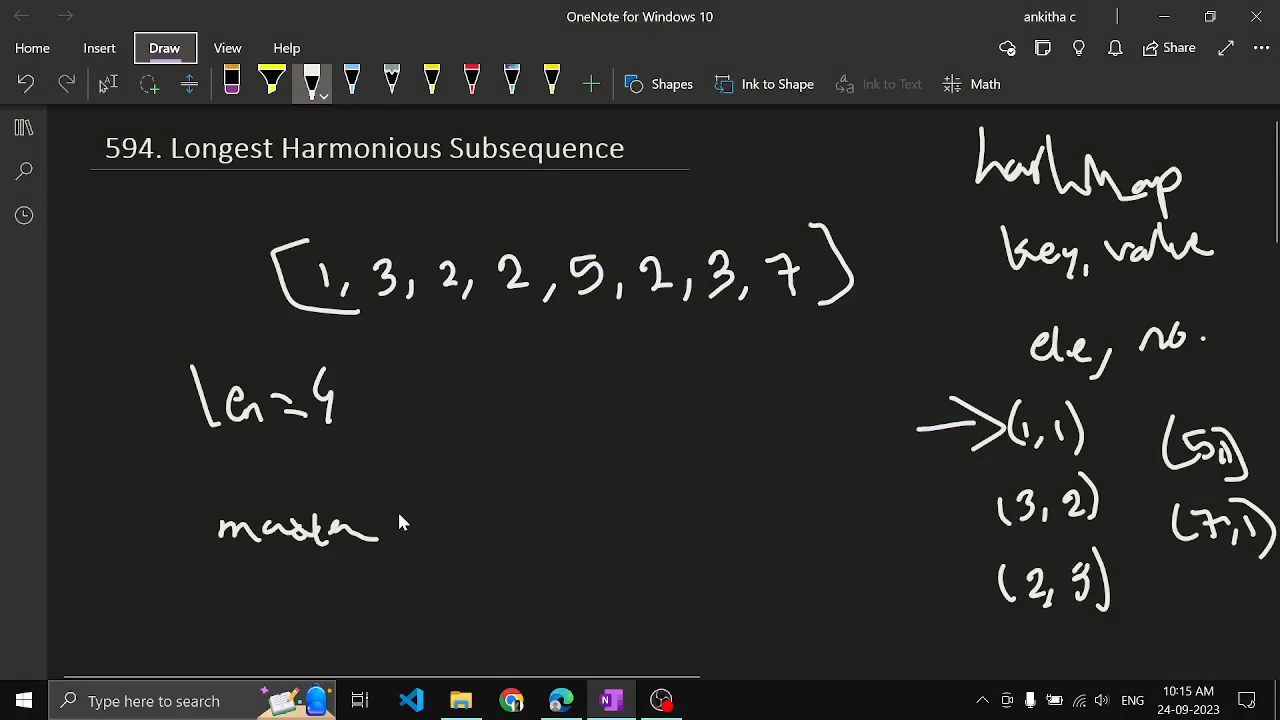 OneNote for Windows 10
ankitha c
Home Insert Draw View Help
Share
Shapes Ink to Shape Ink to Text Math
594. Longest Harmonious Subsequence
hashMap
key, value
[1, 3, 2, 2, 5, 2, 3, 7]
ele, no.
len = 4
(1, 1) (5, 1)
(3, 2) (7, 1)
(2, 3)
Type here to search
ENG
10:15 AM
24-09-2023